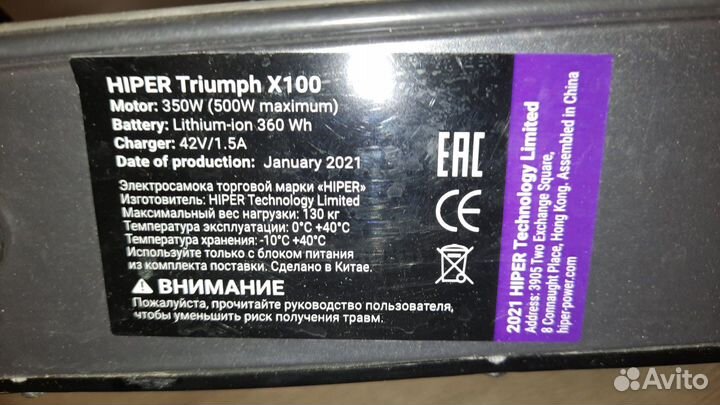 HIPER Triumph X100
Motor: 350W (500W maximum)
Battery: Lithium-ion 360 Wh
Charger: 42V/1.5A
Date of production: January 2021
Электросамока торговой марки «HIPER»
Изготовитель: HIPER Technology Limited
Максимальный вес нагрузки: 130 кг
Температура эксплуатации: 0°C +40°C
Температура хранения: -10°C +40°C
Используйте только с блоком питания
из комплекта поставки. Сделано в Китае.
ВНИМАНИЕ
Пожалуйста, прочитайте руководство пользователя,
чтобы уменьшить риск получения травм.
EAC
CE
2021 HIPER Technology Limited
Address: 3905 Two Exchange Square,
8 Connaught Place, Hong Kong. Assembled in China
hiper-power.com
Avito